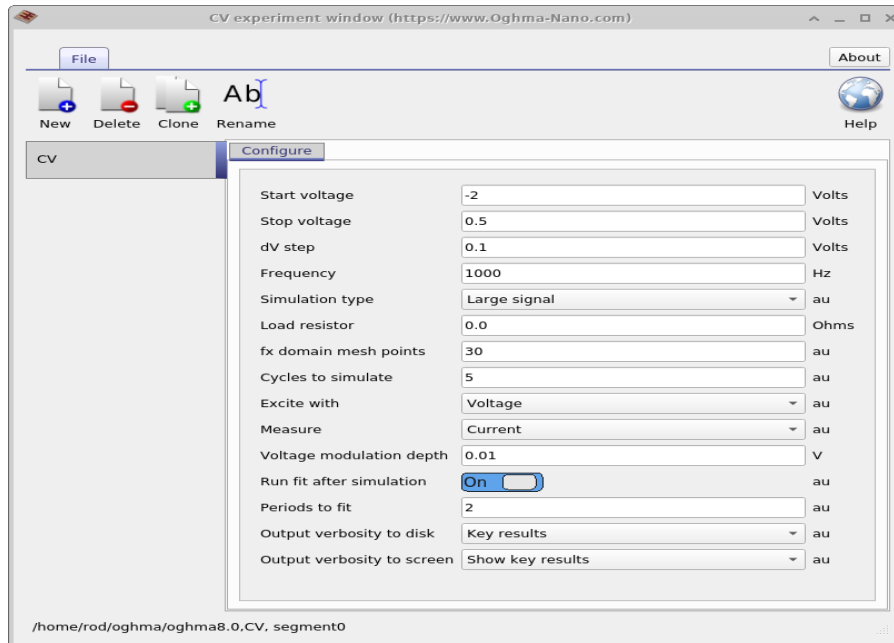 CV experiment window (https://www.Oghma-Nano.com)
File
About
New Delete Clone Rename Help
Ab
CV
Configure
Start voltage -2 Volts
Stop voltage 0.5 Volts
dV step 0.1 Volts
Frequency 1000 Hz
Simulation type Large signal au
Load resistor 0.0 Ohms
fx domain mesh points 30 au
Cycles to simulate 5 au
Excite with Voltage au
Measure Current au
Voltage modulation depth 0.01 V
Run fit after simulation On au
Periods to fit 2 au
Output verbosity to disk Key results au
Output verbosity to screen Show key results au
/home/rod/oghma/oghma8.0,CV, segment0